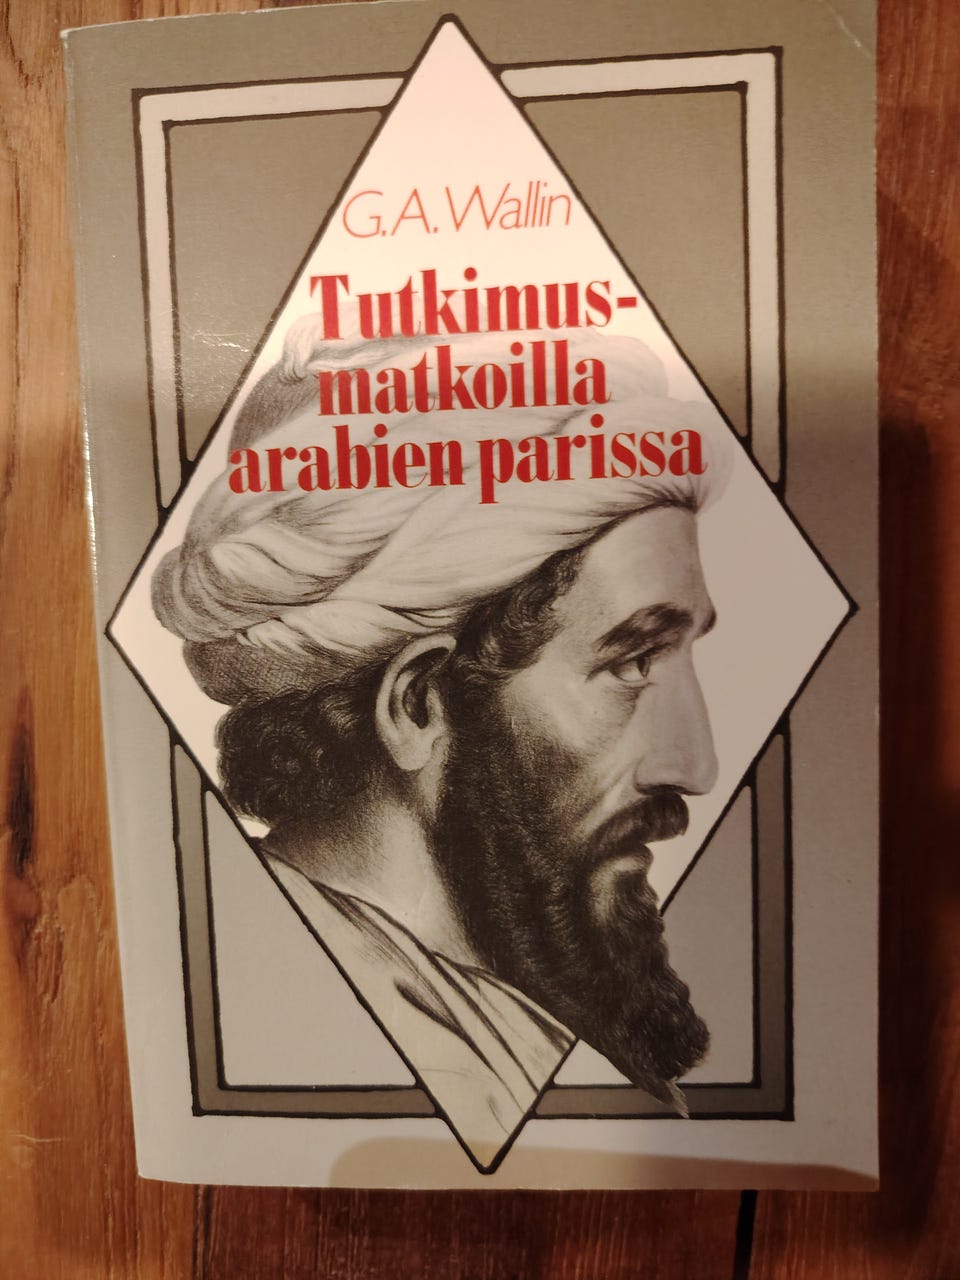 G.A. Wallin
Tutkimus-
matkoilla
arabien parissa